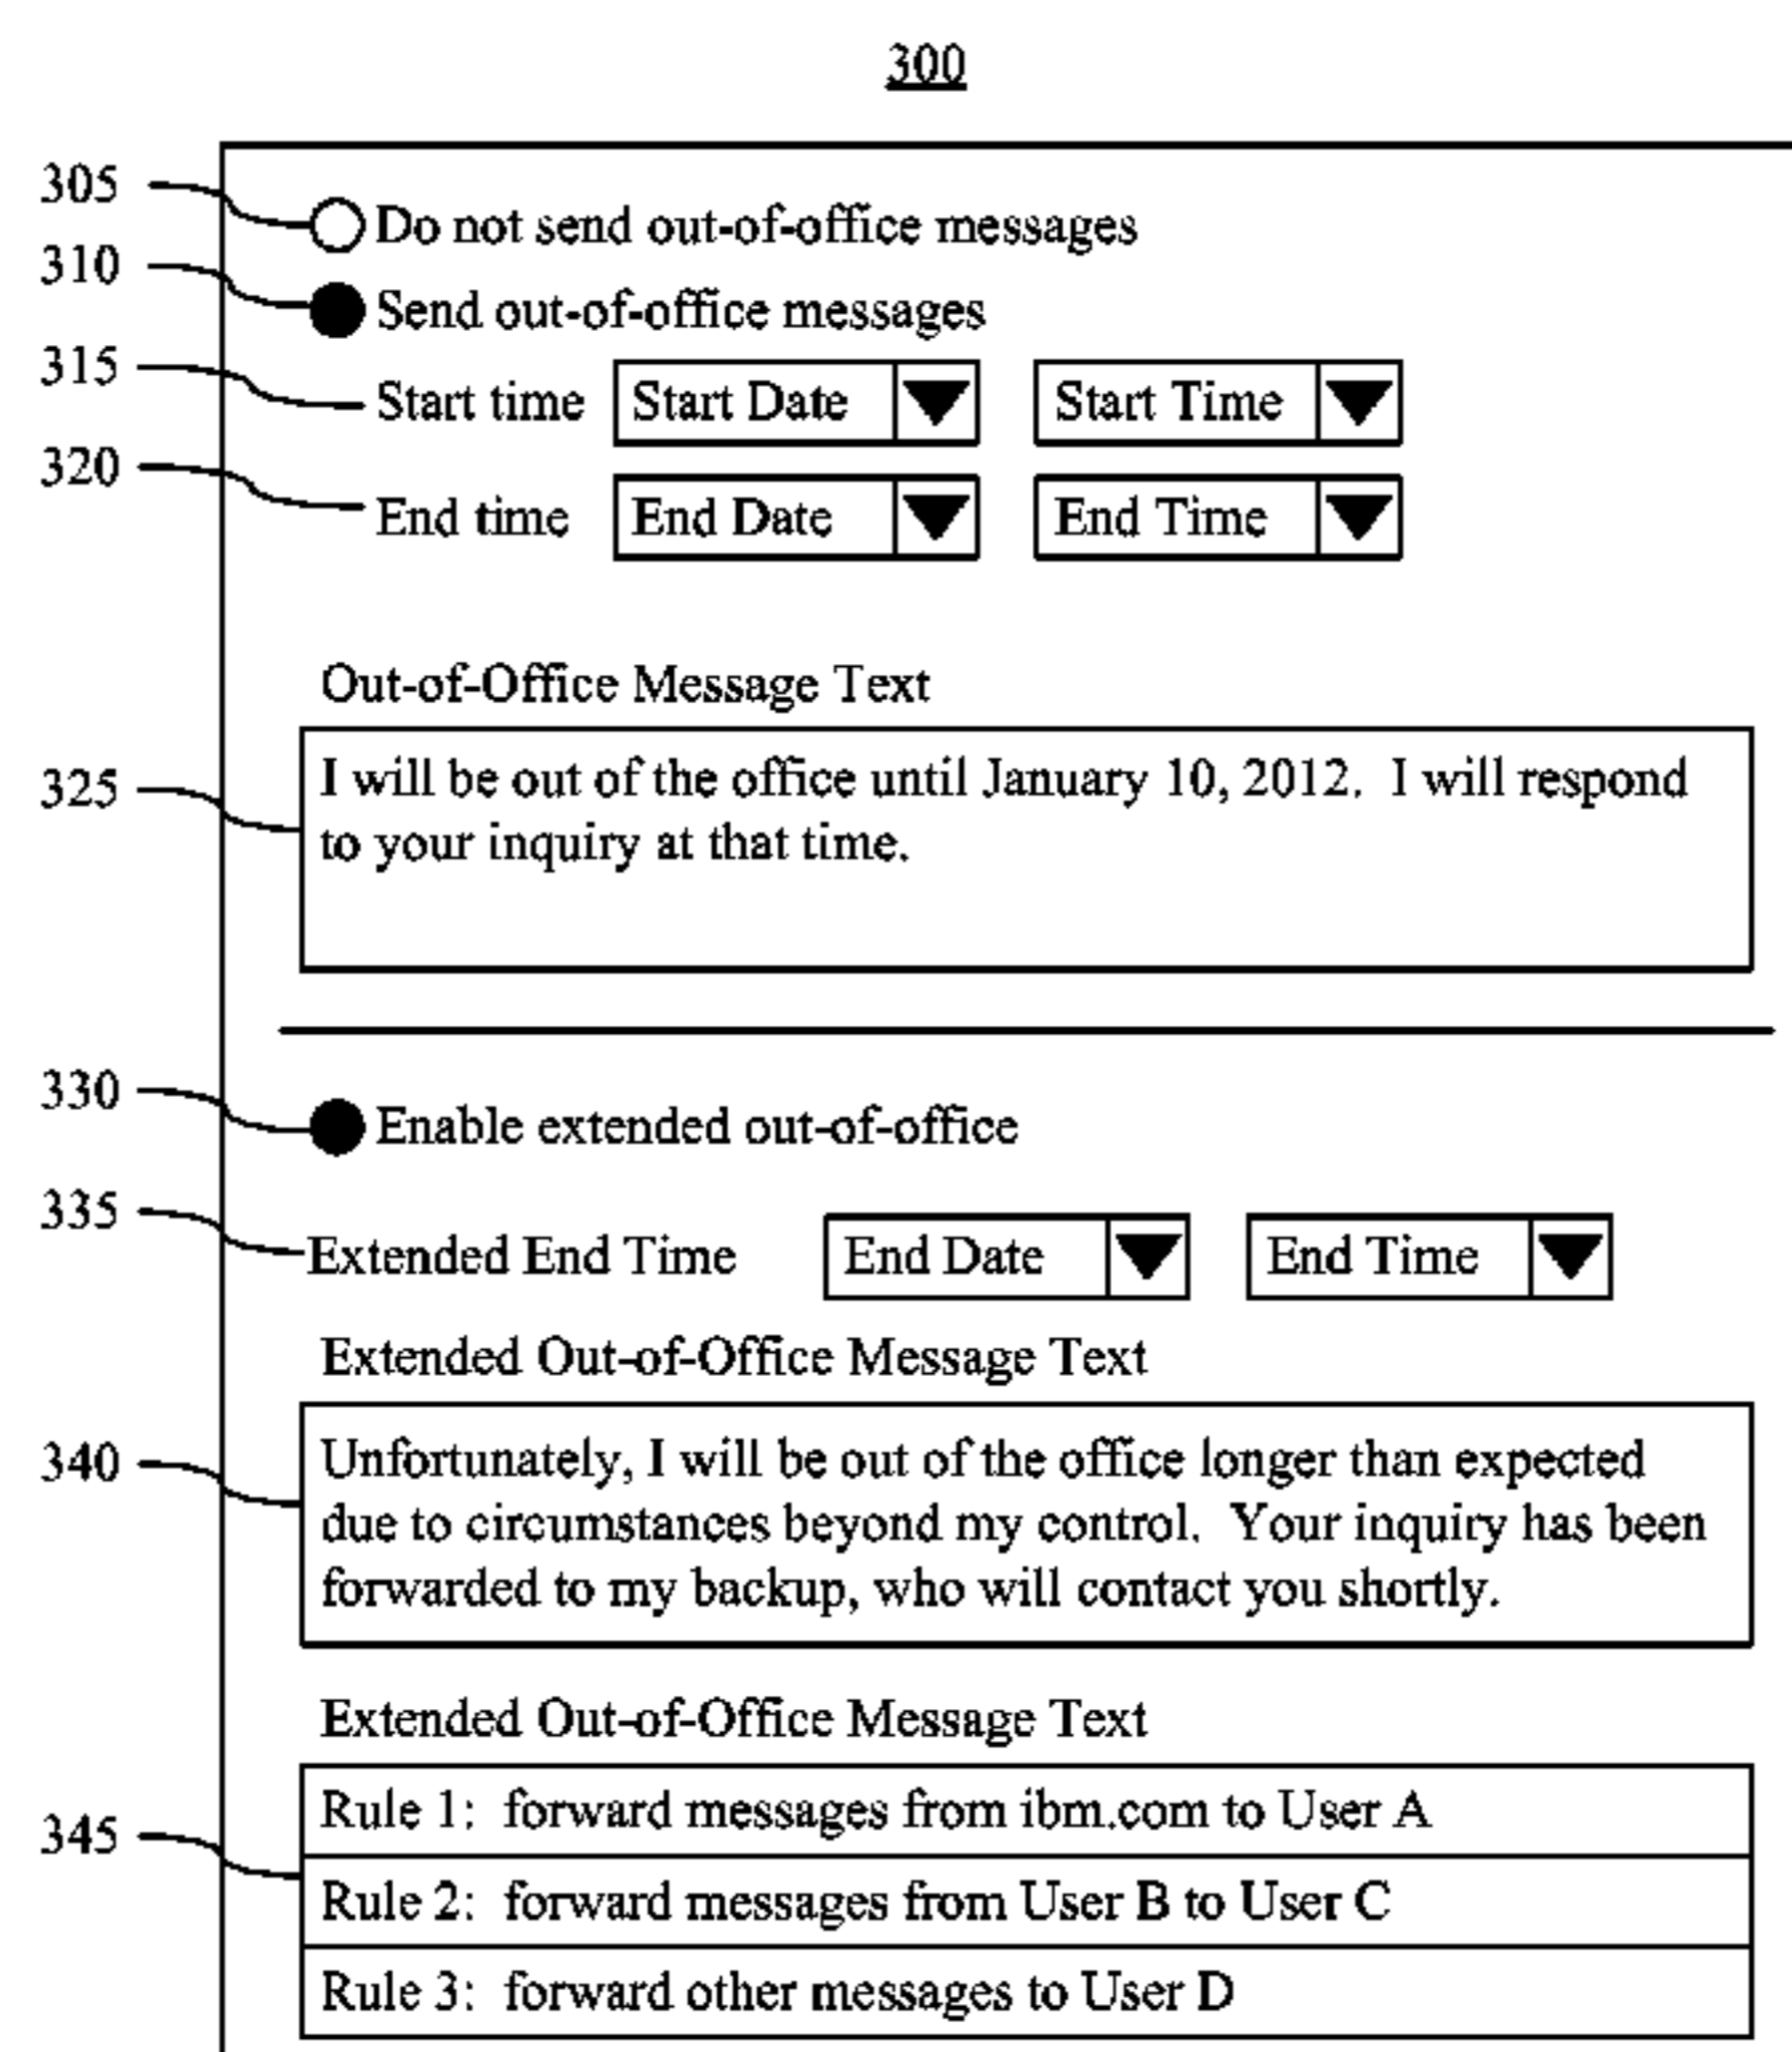 300
305 Do not send out-of-office messages
310 Send out-of-office messages
315 Start time Start Date Start Time
320 End time End Date End Time
Out-of-Office Message Text
325 I will be out of the office until January 10, 2012. I will respond
to your inquiry at that time.
330 Enable extended out-of-office
335 Extended End Time End Date End Time
Extended Out-of-Office Message Text
340 Unfortunately, I will be out of the office longer than expected
due to circumstances beyond my control. Your inquiry has been
forwarded to my backup, who will contact you shortly.
Extended Out-of-Office Message Text
Rule 1: forward messages from ibm.com to User A
345 Rule 2: forward messages from User B to User C
Rule 3: forward other messages to User D